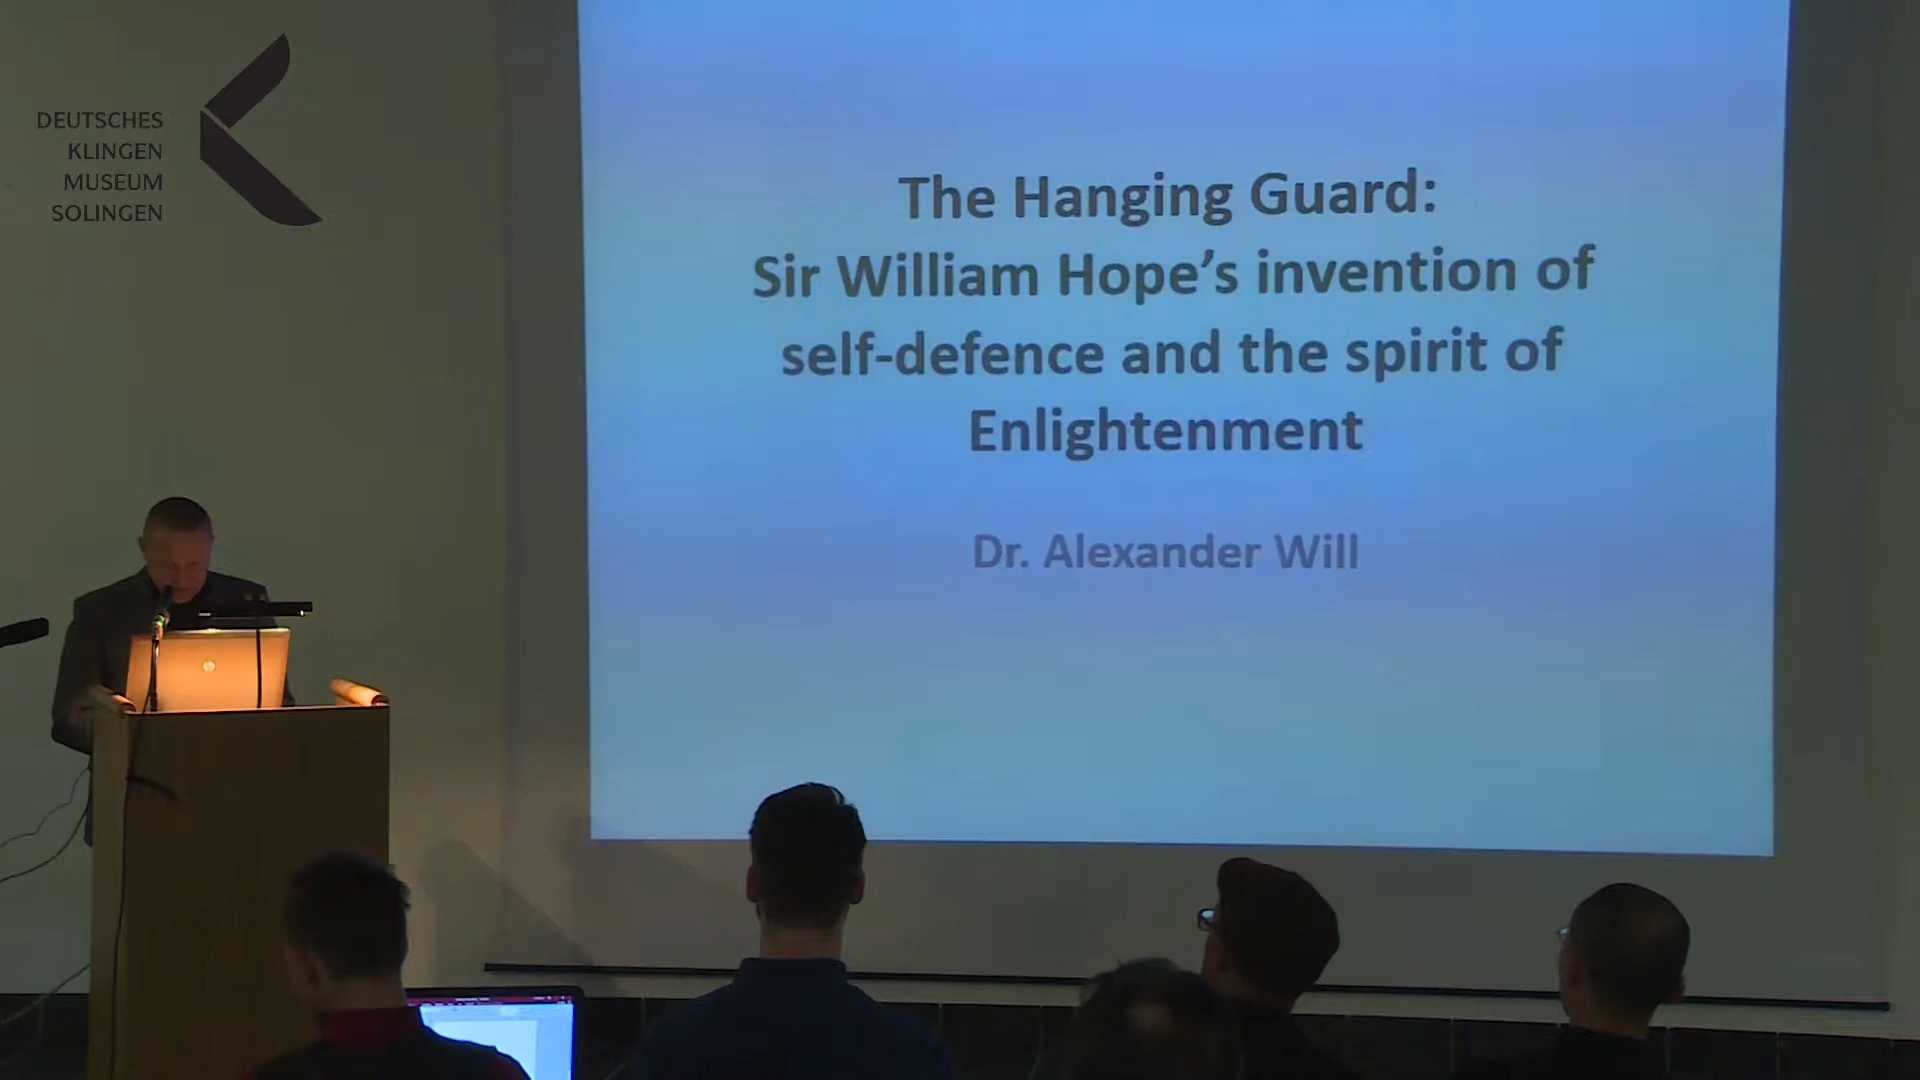 DEUTSCHES
KLINGEN
MUSEUM
SOLINGEN
The Hanging Guard:
Sir William Hope’s invention of
self-defence and the spirit of
Enlightenment
Dr. Alexander Will